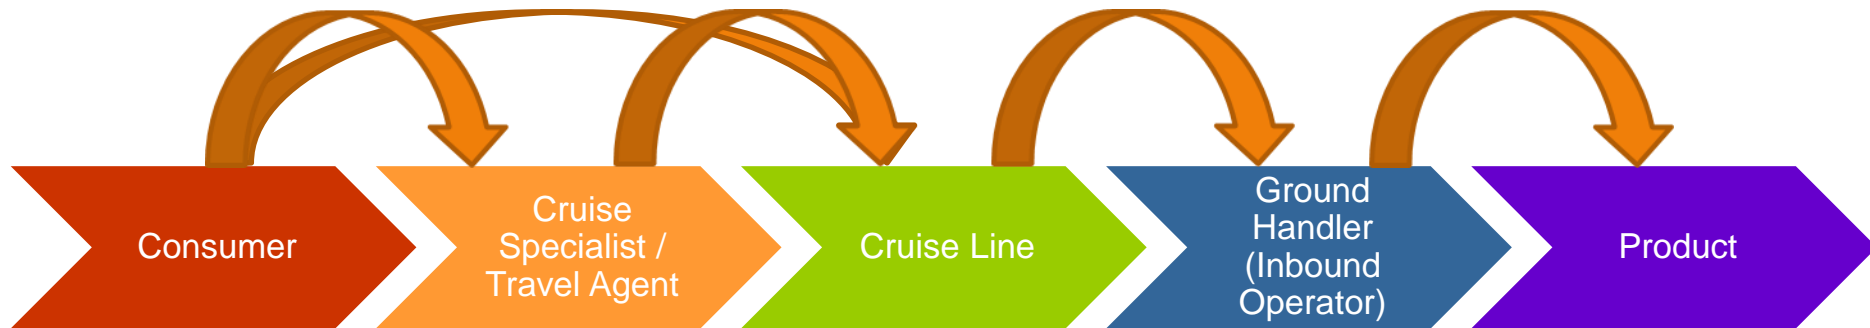 Consumer
Cruise
Specialist /
Travel Agent
Cruise Line
Ground
Handler
(Inbound
Operator)
Product